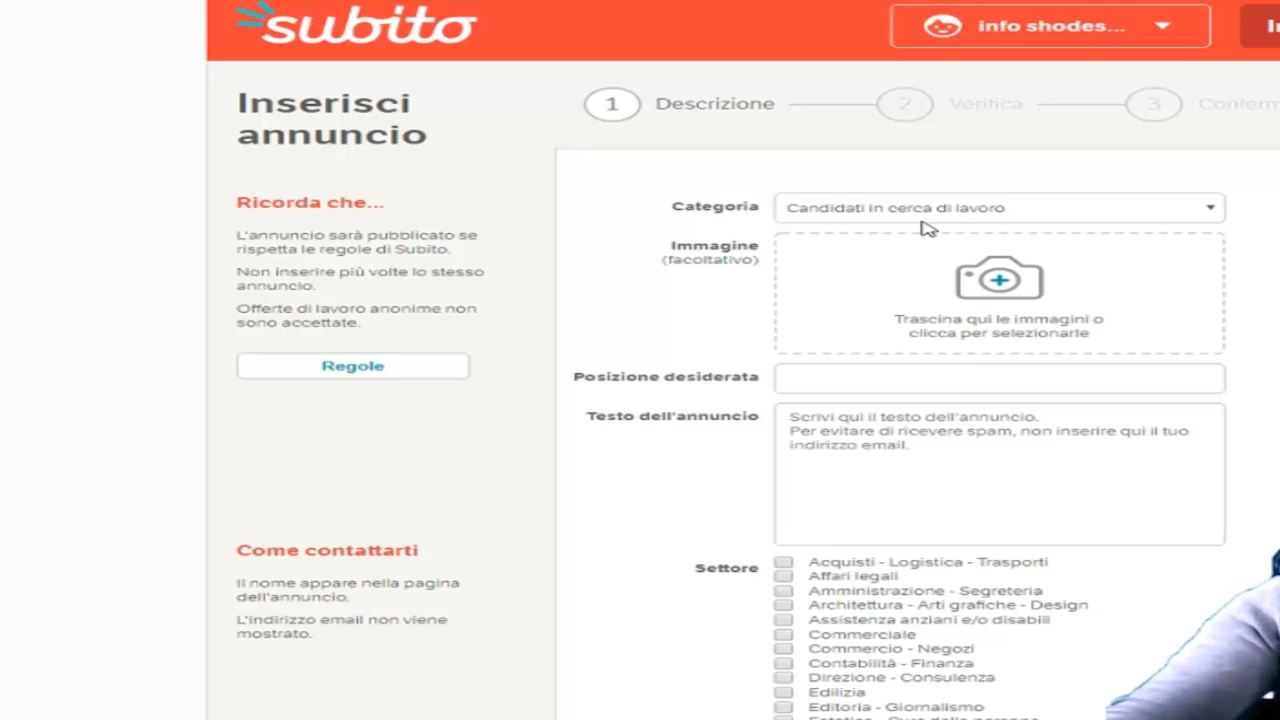 subito
info shodes...
Inserisci
annuncio
1 Descrizione
2 Verifica
3
Ricorda che...
L'annuncio sarà pubblicato se
rispetta le regole di Subito.
Non inserire più volte lo stesso
annuncio.
Offerte di lavoro anonime non
sono accettate.
Regole
Come contattarti
Il nome appare nella pagina
dell'annuncio.
L'indirizzo email non viene
mostrato.
Categoria
Candidati in cerca di lavoro
Immagine
(facoltativo)
Trascina qui le immagini o
clicca per selezionarle
Posizione desiderata
Testo dell'annuncio
Scrivi qui il testo dell'annuncio.
Per evitare di ricevere spam, non inserire qui il tuo
indirizzo email.
Settore
Acquisti - Logistica - Trasporti
Affari legali
Amministrazione - Segreteria
Architettura - Arti grafiche - Design
Assistenza anziani e/o disabili
Commerciale
Commercio - Negozi
Contabilità - Finanza
Direzione - Consulenza
Edilizia
Editoria - Giornalismo